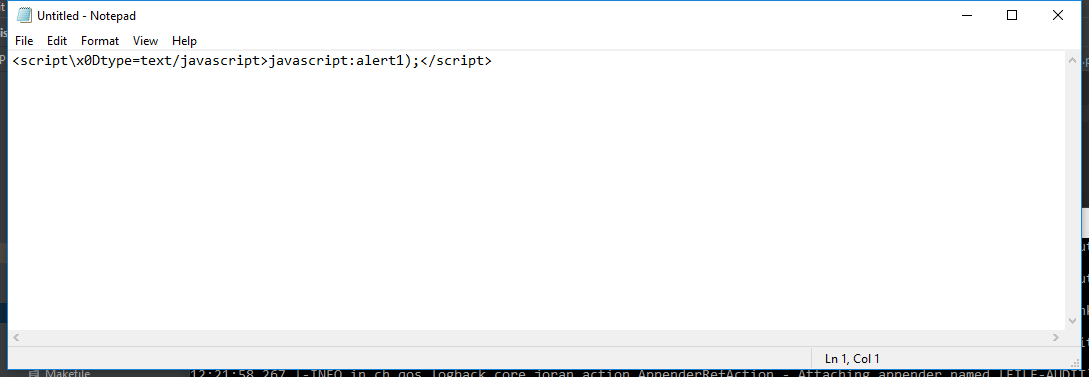 Untitled - Notepad
File Edit Format View Help
<script\x0Dtype=text/javascript>javascript:alert1);</script>
Ln 1, Col 1
Makefile
12:21:58,267 |-INFO in ch.qos.logback.core.joran.action.AppenderRefAction - Attaching appender named [FILE-AUDIT